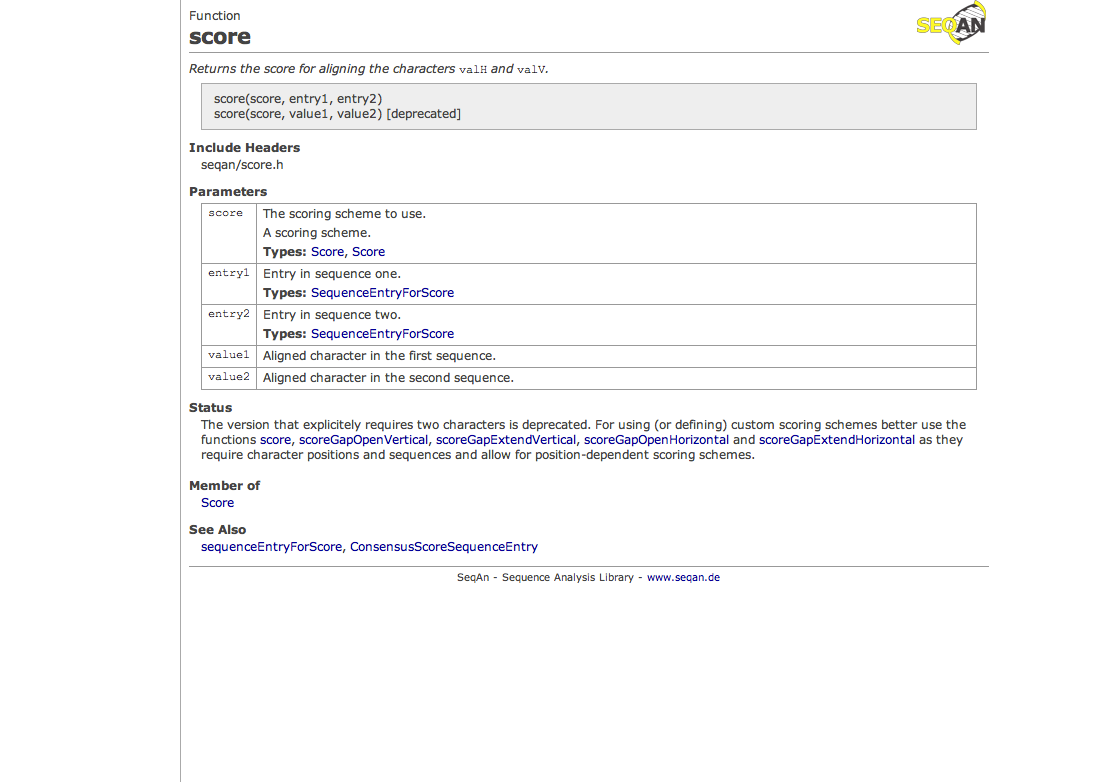 Function
SEQAN
score
Returns the score for aligning the characters valH and valV.
score(score, entry1, entry2)
score(score, value1, value2) [deprecated]
Include Headers
seqan/score.h
Parameters
score The scoring scheme to use.
A scoring scheme.
Types: Score, Score
entry1 Entry in sequence one.
Types: SequenceEntryForScore
entry2 Entry in sequence two.
Types: SequenceEntryForScore
value1 Aligned character in the first sequence.
value2 Aligned character in the second sequence.
Status
The version that explicitely requires two characters is deprecated. For using (or defining) custom scoring schemes better use the
functions score, scoreGapOpenVertical, scoreGapExtendVertical, scoreGapOpenHorizontal and scoreGapExtendHorizontal as they
require character positions and sequences and allow for position-dependent scoring schemes.
Member of
Score
See Also
sequenceEntryForScore, ConsensusScoreSequenceEntry
SeqAn - Sequence Analysis Library - www.seqan.de